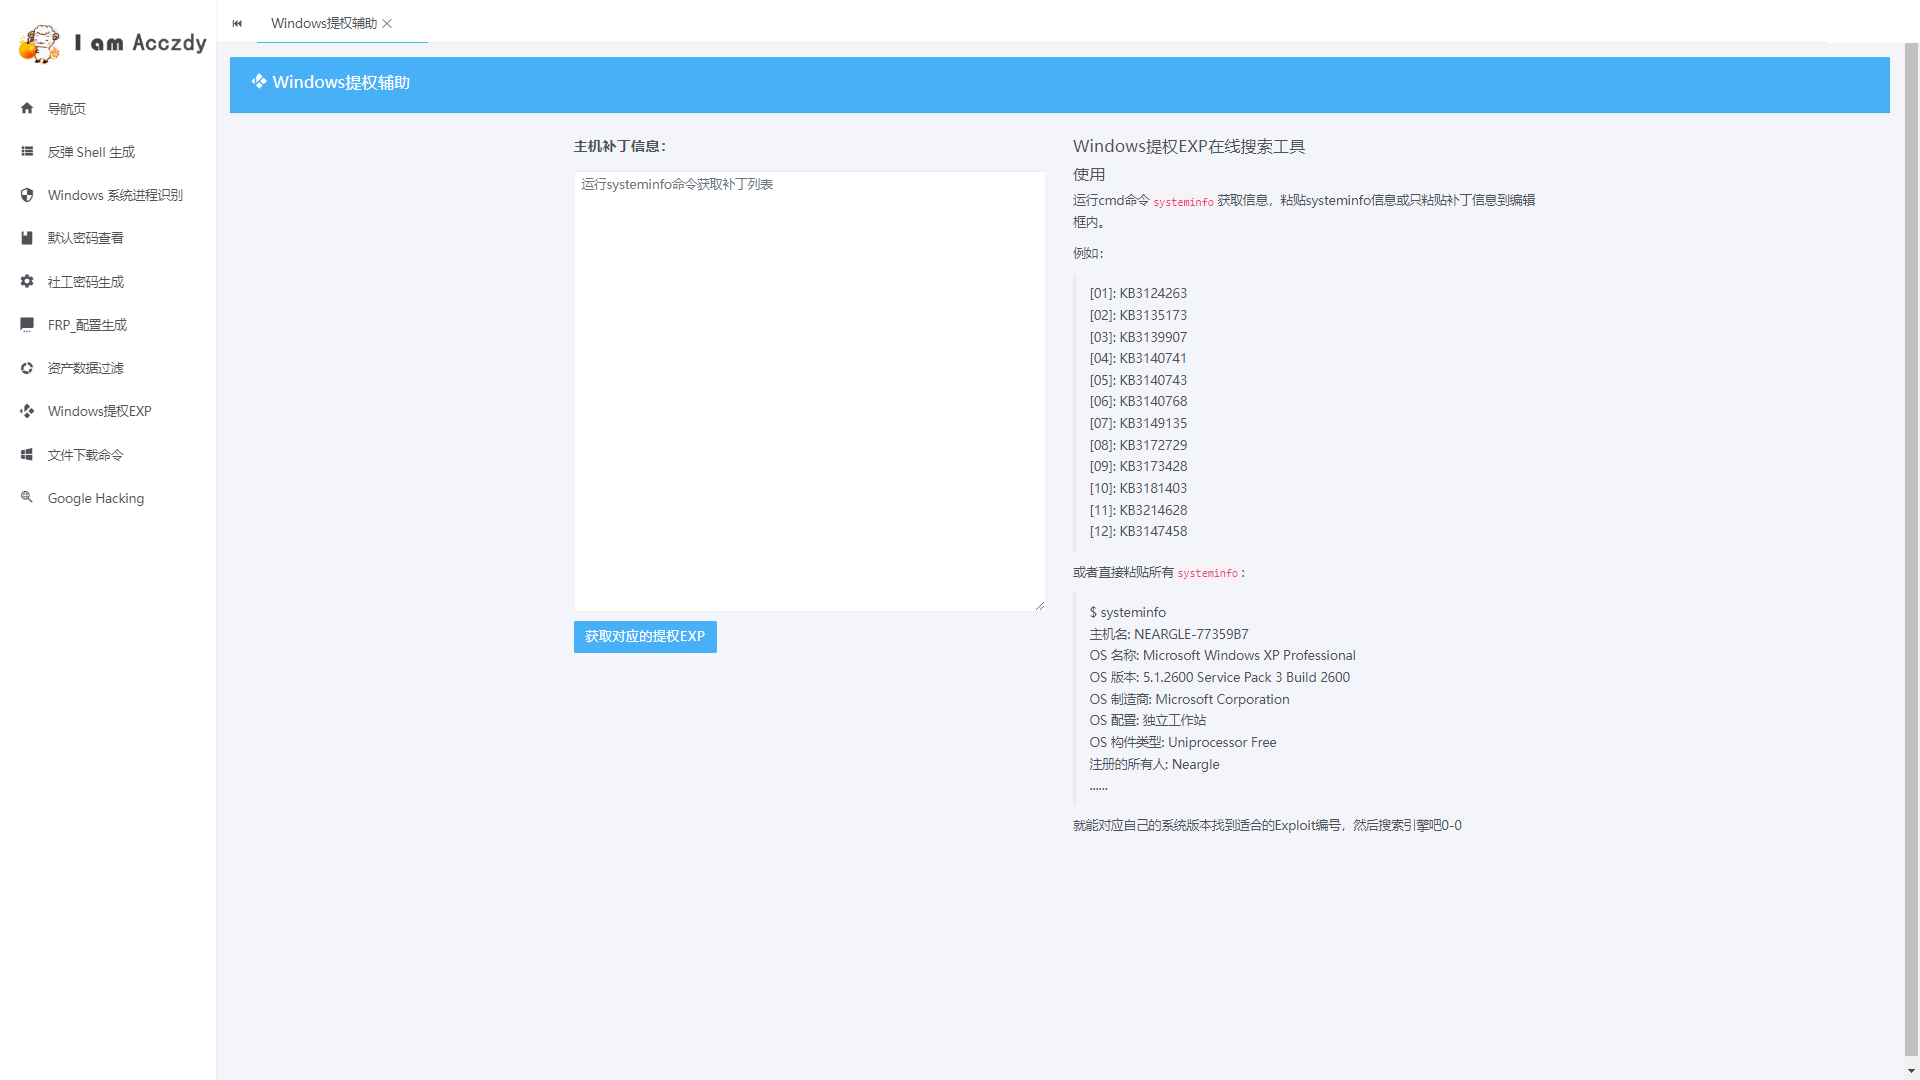 I am Acczdy
导航页
反弹 Shell 生成
Windows 系统进程识别
默认密码查看
社工密码生成
FRP_配置生成
资产数据过滤
Windows提权EXP
文件下载命令
Google Hacking
Windows提权辅助
Windows提权辅助
主机补丁信息：
运行systeminfo命令获取补丁列表
获取对应的提权EXP
Windows提权EXP在线搜索工具
使用
运行cmd命令 systeminfo 获取信息，粘贴systeminfo信息或只粘贴补丁信息到编辑
框内。
例如：
[01]: KB3124263
[02]: KB3135173
[03]: KB3139907
[04]: KB3140741
[05]: KB3140743
[06]: KB3140768
[07]: KB3149135
[08]: KB3172729
[09]: KB3173428
[10]: KB3181403
[11]: KB3214628
[12]: KB3147458
或者直接粘贴所有 systeminfo：
$ systeminfo
主机名: NEARGLE-77359B7
OS 名称: Microsoft Windows XP Professional
OS 版本: 5.1.2600 Service Pack 3 Build 2600
OS 制造商: Microsoft Corporation
OS 配置: 独立工作站
OS 构件类型: Uniprocessor Free
注册的所有人: Neargle
......
就能对应自己的系统版本找到适合的Exploit编号，然后搜索引擎吧0-0